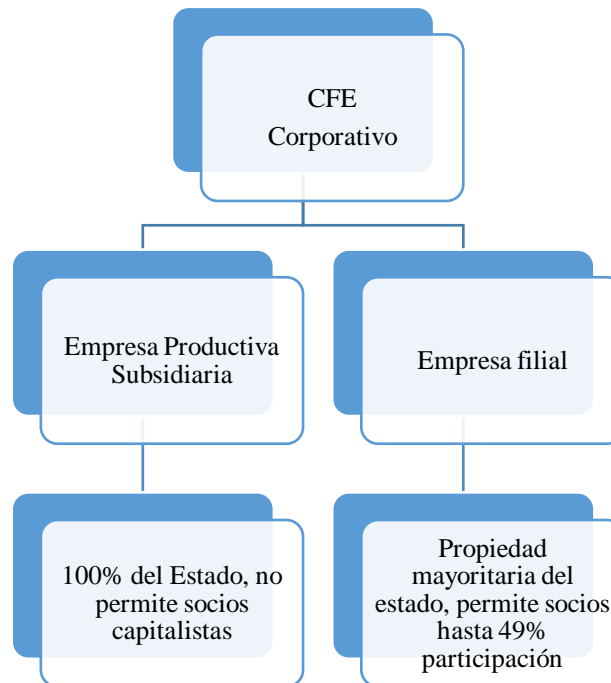 CFE
Corporativo
Empresa Productiva
Subsidiaria
Empresa filial
100% del Estado, no
permite socios
capitalistas
Propiedad
mayoritaria del
estado, permite socios
hasta 49%
participación